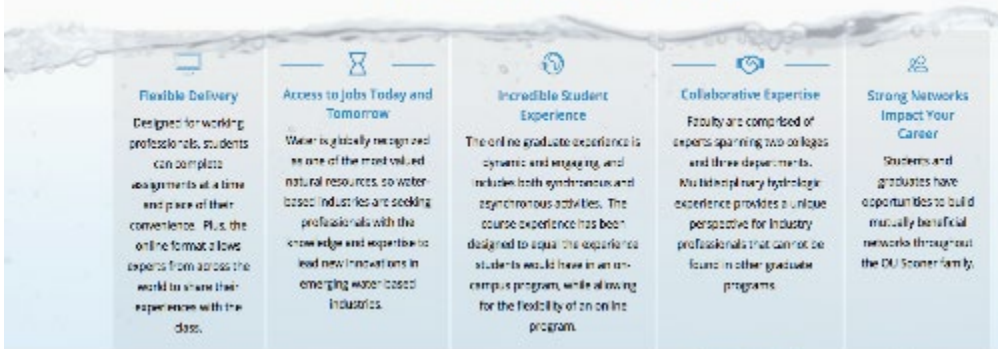 Flexible Delivery
Designed for working
professionals, students
can complete
assignments at a time
and place of their
convenience. Plus, the
online format allows
experts from across the
world to share their
experiences with the
class.
Access to Jobs Today and
Tomorrow
Water is globally recognized
as one of the most valued
natural resources, so water-
based industries are seeking
professionals with the
knowledge and expertise to
lead new innovations in
emerging water-based
industries.
Incredible Student
Experience
The online graduate experience is
dynamic and engaging and
includes both synchronous and
asynchronous activities. The
course experience has been
designed to equal the experience
students would have in an on-
campus program, while allowing
for the flexibility of an online
program.
Collaborative Expertise
Faculty are comprised of
experts spanning two colleges
and three departments.
Multidisciplinary hydrologic
experience provides a unique
perspective for industry
professionals that cannot be
found in other graduate
programs.
Strong Networks
Impact Your
Career
Students and
graduates have
opportunities to build
mutually beneficial
networks throughout
the OU Sooner family.